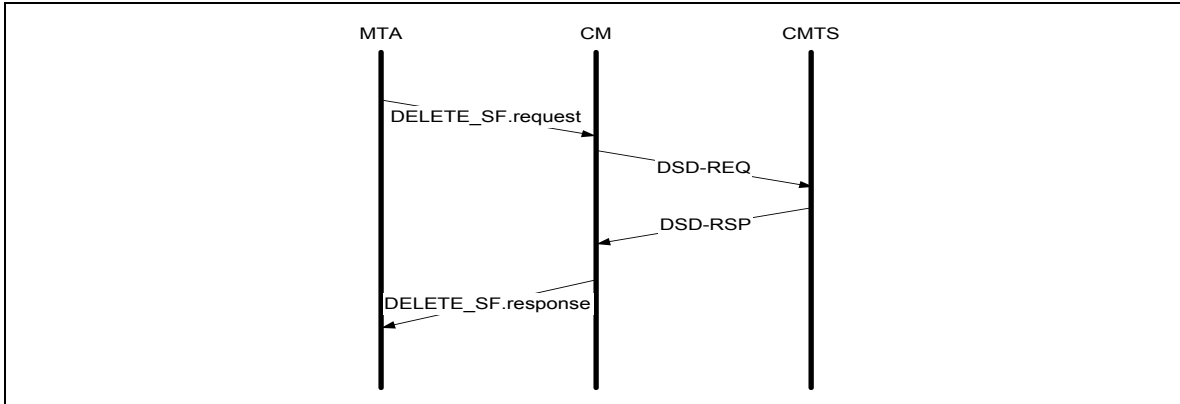 MTA CM CMTS
DELETE_SF.request
DSD-REQ
DSD-RSP
DELETE_SF.response